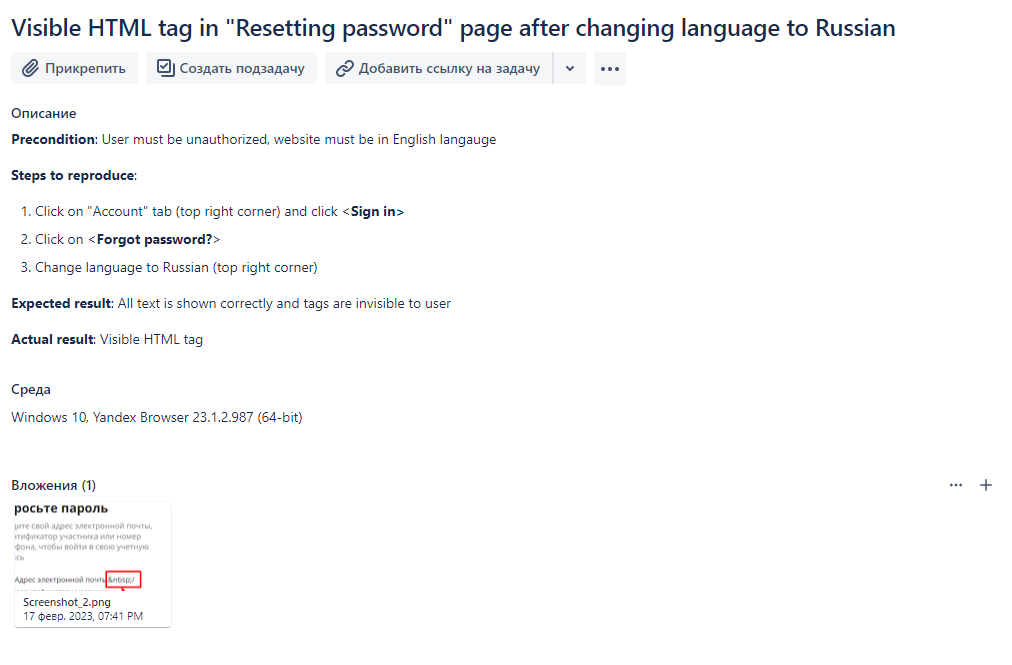 Visible HTML tag in "Resetting password" page after changing language to Russian
Прикрепить
Создать подзадачу
Добавить ссылку на задачу
Описание
Precondition: User must be unauthorized, website must be in English langauge
Steps to reproduce:
1. Click on "Account" tab (top right corner) and click <Sign in>
2. Click on <Forgot password?>
3. Change language to Russian (top right corner)
Expected result: All text is shown correctly and tags are invisible to user
Actual result: Visible HTML tag
Среда
Windows 10, Yandex Browser 23.1.2.987 (64-bit)
Вложения (1)
росьте пароль
ците свой адрес электронной почты,
нтификатор участника или номер
фона, чтобы войти в свою учетную
сь
Адрес электронной почты&nbsp;/
Screenshot_2.png
17 февр. 2023, 07:41 PM